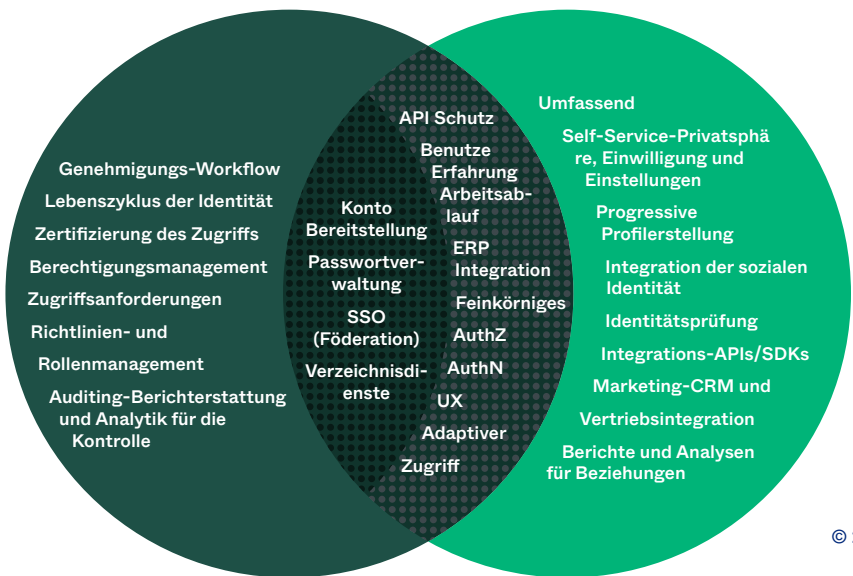 Genehmigungs-Workflow
Lebenszyklus der Identität
Zertifizierung des Zugriffs
Berechtigungsmanagement
Zugriffsanforderungen
Richtlinien- und
Rollenmanagement
Auditing-Berichterstattung
und Analytik für die
Kontrolle
Konto
Bereitstellung
Passwortver-
waltung
SSO
(Föderation)
Verzeichnisdi-
enste
API Schutz
Benutze
Erfahrung
Arbeitsab-
lauf
ERP
Integration
Feinkörniges
AuthZ
AuthN
UX
Adaptiver
Zugriff
Umfassend
Self-Service-Privatsphä
re, Einwilligung und
Einstellungen
Progressive
Profilerstellung
Integration der sozialen
Identität
Identitätsprüfung
Integrations-APIs/SDKs
Marketing-CRM und
Vertriebsintegration
Berichte und Analysen
für Beziehungen
©